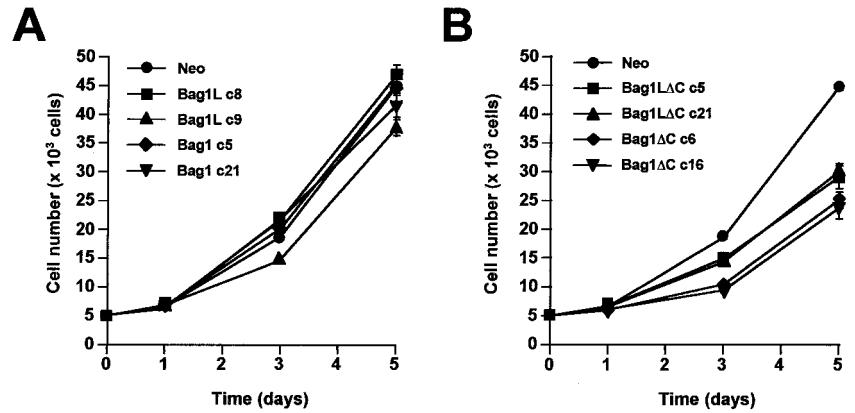 A
Cell number (x 10³ cells)
50
45
40
35
30
25
20
15
10
5
0
Neo
Bag1L c8
Bag1L c9
Bag1 c5
Bag1 c21
0 1 2 3 4 5
Time (days)
B
Cell number (x 10³ cells)
50
45
40
35
30
25
20
15
10
5
0
Neo
Bag1LΔC c5
Bag1LΔC c21
Bag1ΔC c6
Bag1ΔC c16
0 1 2 3 4 5
Time (days)